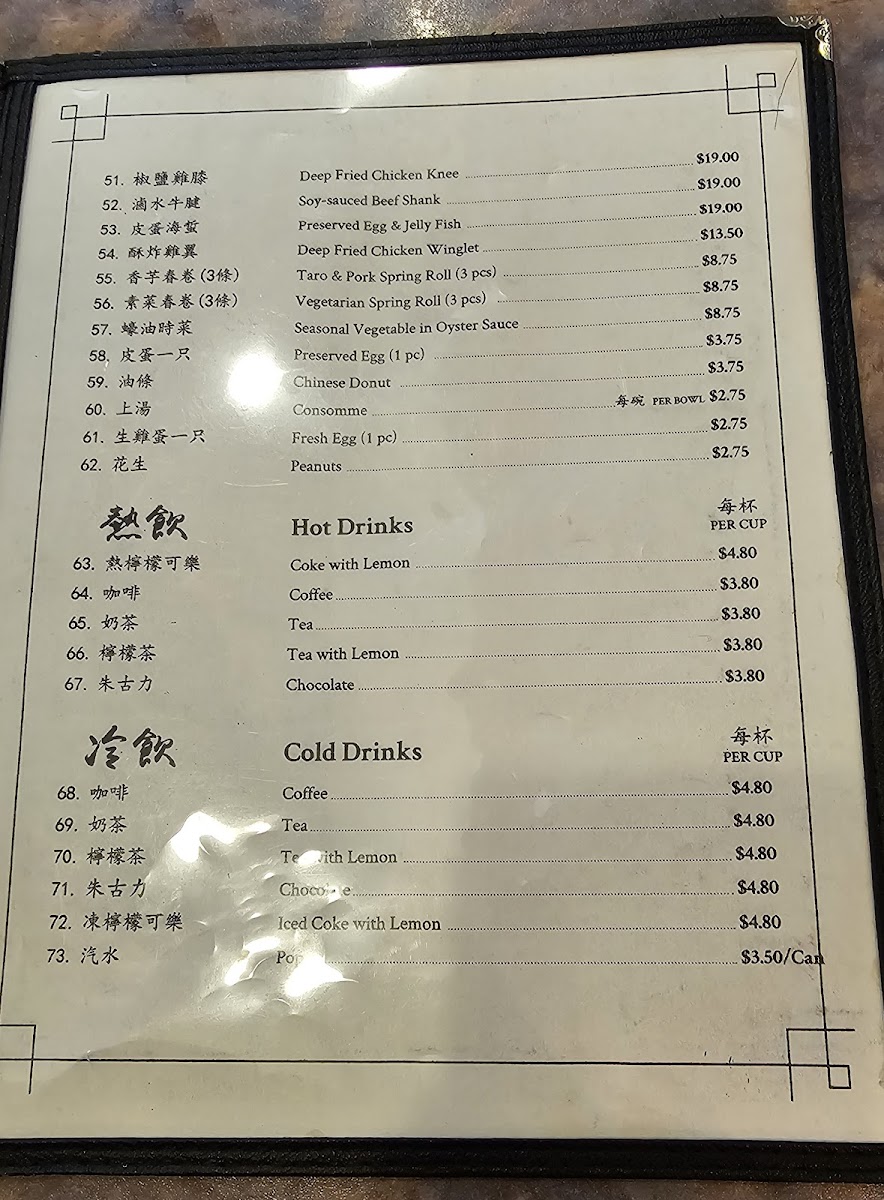 51. 椒鹽雞膝 Deep Fried Chicken Knee $19.00
52. 滷水牛腱 Soy-sauced Beef Shank $19.00
53. 皮蛋海蜇 Preserved Egg & Jelly Fish $19.00
54. 酥炸雞翼 Deep Fried Chicken Winglet $13.50
55. 香芋春卷(3條) Taro & Pork Spring Roll (3 pcs) $8.75
56. 素菜春卷(3條) Vegetarian Spring Roll (3 pcs) $8.75
57. 蠔油時菜 Seasonal Vegetable in Oyster Sauce $8.75
58. 皮蛋一只 Preserved Egg (1 pc) $3.75
59. 油條 Chinese Donut $3.75
60. 上湯 Consomme 每碗 PER BOWL $2.75
61. 生雞蛋一只 Fresh Egg (1 pc) $2.75
62. 花生 Peanuts $2.75
熱飲 Hot Drinks 每杯 PER CUP
63. 熱檸檬可樂 Coke with Lemon $4.80
64. 咖啡 Coffee $3.80
65. 奶茶 Tea $3.80
66. 檸檬茶 Tea with Lemon $3.80
67. 朱古力 Chocolate $3.80
冷飲 Cold Drinks 每杯 PER CUP
68. 咖啡 Coffee $4.80
69. 奶茶 Tea $4.80
70. 檸檬茶 Tea with Lemon $4.80
71. 朱古力 Chocolate $4.80
72. 凍檸檬可樂 Iced Coke with Lemon $4.80
73. 汽水 Pop $3.50/Can